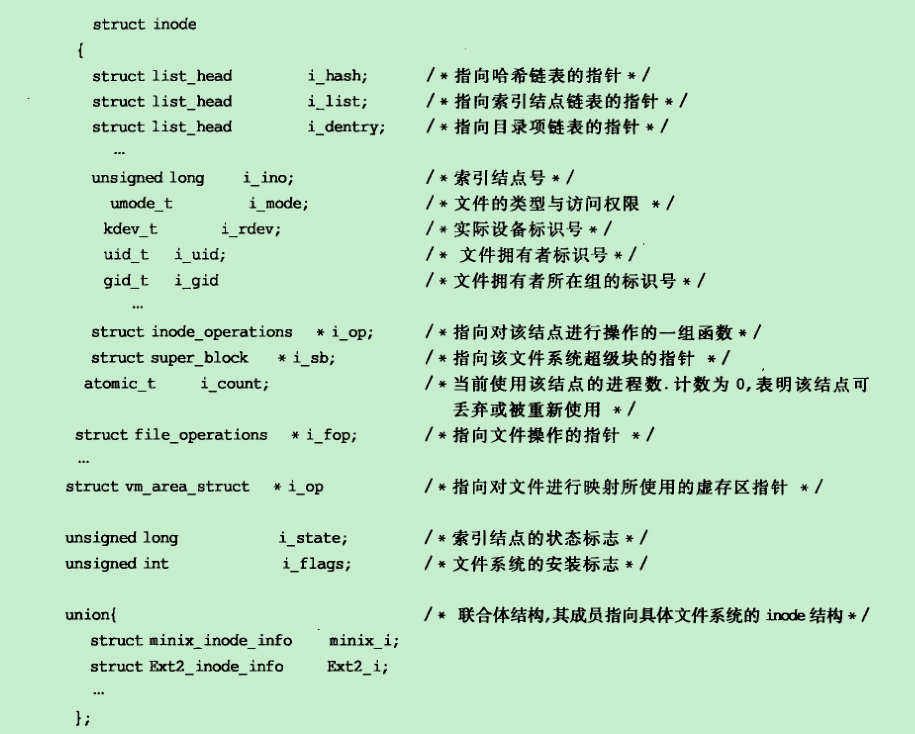 struct inode
{
struct list_head i_hash; /*指向哈希链表的指针*/
struct list_head i_list; /*指向索引结点链表的指针*/
struct list_head i_dentry; /*指向目录项链表的指针*/
…
unsigned long i_ino; /*索引结点号*/
umode_t i_mode; /*文件的类型与访问权限 */
kdev_t i_rdev; /*实际设备标识号*/
uid_t i_uid; /* 文件拥有者标识号*/
gid_t i_gid /*文件拥有者所在组的标识号*/
…
struct inode_operations * i_op; /*指向对该结点进行操作的一组函数*/
struct super_block * i_sb; /*指向该文件系统超级块的指针 */
atomic_t i_count; /*当前使用该结点的进程数.计数为0,表明该结点可
丢弃或被重新使用 */
struct file_operations * i_fop; /*指向文件操作的指针 */
…
struct vm_area_struct * i_op /*指向对文件进行映射所使用的虚存区指针 */
unsigned long i_state; /*索引结点的状态标志*/
unsigned int i_flags; /*文件系统的安装标志*/
union{ /* 联合体结构,其成员指向具体文件系统的 inode 结构*/
struct minix_inode_info minix_i;
struct Ext2_inode_info Ext2_i;
…
};